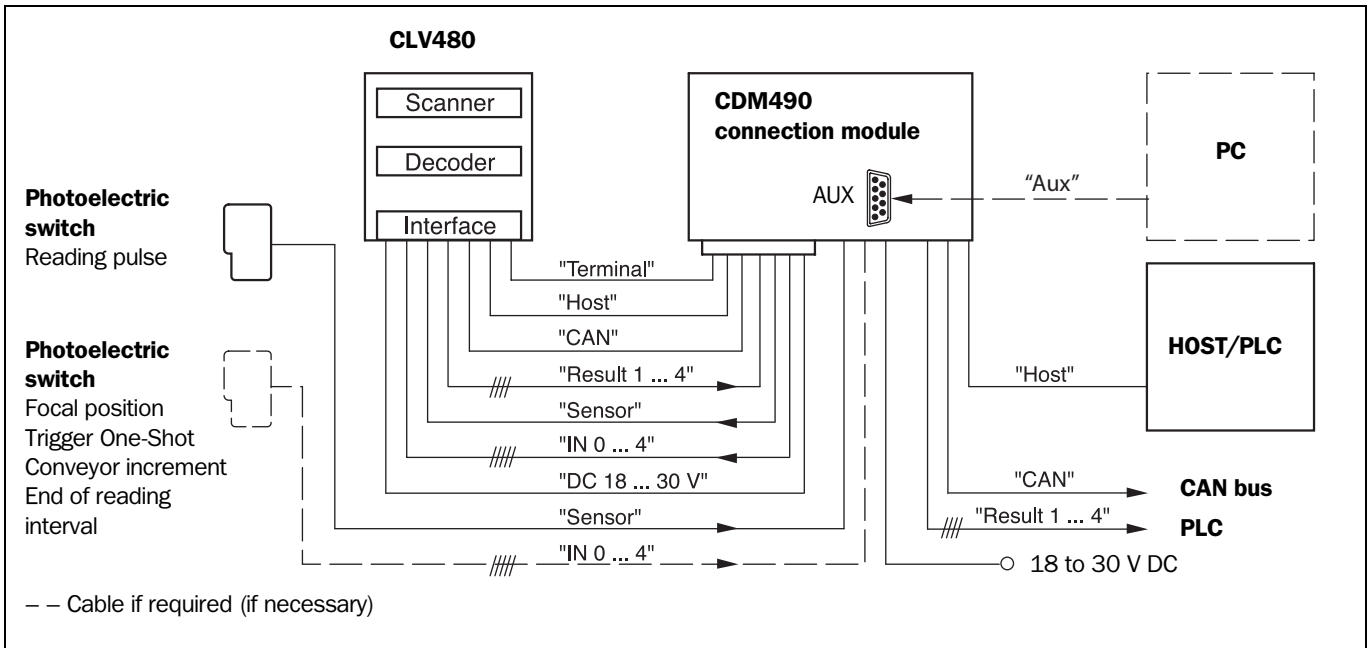 CLV480
Scanner
Decoder
Interface
CDM490
connection module
AUX
"Aux"
PC
HOST/PLC
Photoelectric
switch
Reading pulse
Photoelectric
switch
Focal position
Trigger One-Shot
Conveyor increment
End of reading
interval
"Terminal"
"Host"
"CAN"
"Result 1 ... 4"
"Sensor"
"IN 0 ... 4"
"DC 18 ... 30 V"
"Sensor"
"IN 0 ... 4"
"Host"
"CAN"
CAN bus
"Result 1 ... 4"
PLC
18 to 30 V DC
– – Cable if required (if necessary)